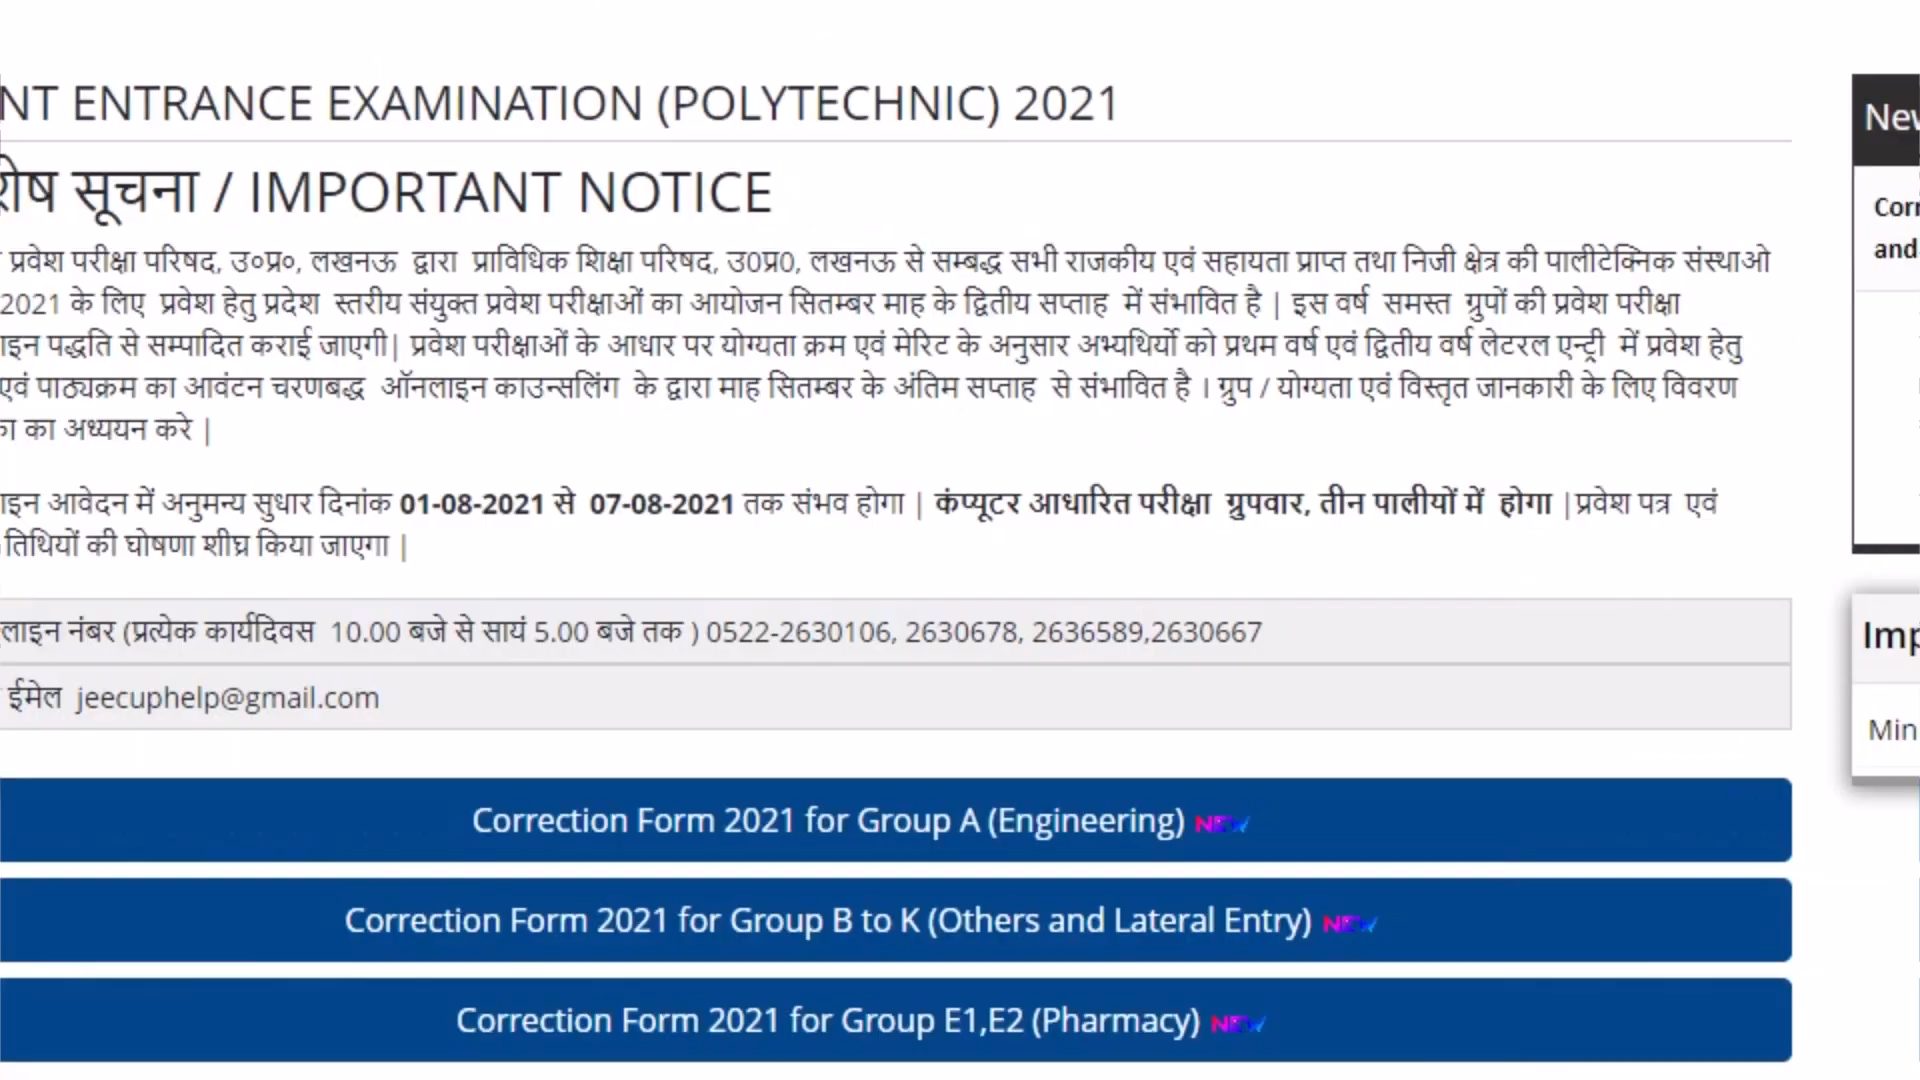 NT ENTRANCE EXAMINATION (POLYTECHNIC) 2021
सूचना / IMPORTANT NOTICE
प्रवेश परीक्षा परिषद, उ०प्र०, लखनऊ द्वारा प्राविधिक शिक्षा परिषद, उ0प्र0, लखनऊ से सम्बद्ध सभी राजकीय एवं सहायता प्राप्त तथा निजी क्षेत्र की पालीटेक्निक संस्थाओ
2021 के लिए प्रवेश हेतु प्रदेश स्तरीय संयुक्त प्रवेश परीक्षाओं का आयोजन सितम्बर माह के द्वितीय सप्ताह में संभावित है | इस वर्ष समस्त ग्रुपों की प्रवेश परीक्षा
ाइन पद्धति से सम्पादित कराई जाएगी| प्रवेश परीक्षाओं के आधार पर योग्यता क्रम एवं मेरिट के अनुसार अभ्यथिर्यो को प्रथम वर्ष एवं द्वितीय वर्ष लेटरल एन्ट्री में प्रवेश हेतु
एवं पाठ्यक्रम का आवंटन चरणबद्ध ऑनलाइन काउन्सलिंग के द्वारा माह सितम्बर के अंतिम सप्ताह से संभावित है । ग्रुप / योग्यता एवं विस्तृत जानकारी के लिए विवरण
का अध्ययन करे |
ाइन आवेदन में अनुमन्य सुधार दिनांक 01-08-2021 से 07-08-2021 तक संभव होगा | कंप्यूटर आधारित परीक्षा ग्रुपवार, तीन पालीयों में होगा |प्रवेश पत्र एवं
तिथियों की घोषणा शीघ्र किया जाएगा |
लाइन नंबर (प्रत्येक कार्यदिवस 10.00 बजे से सायं 5.00 बजे तक ) 0522-2630106, 2630678, 2636589,2630667
ईमेल jeecuphelp@gmail.com
Correction Form 2021 for Group A (Engineering) NEW
Correction Form 2021 for Group B to K (Others and Lateral Entry) NEW
Correction Form 2021 for Group E1,E2 (Pharmacy) NEW
New
Corr
and
Imp
Min